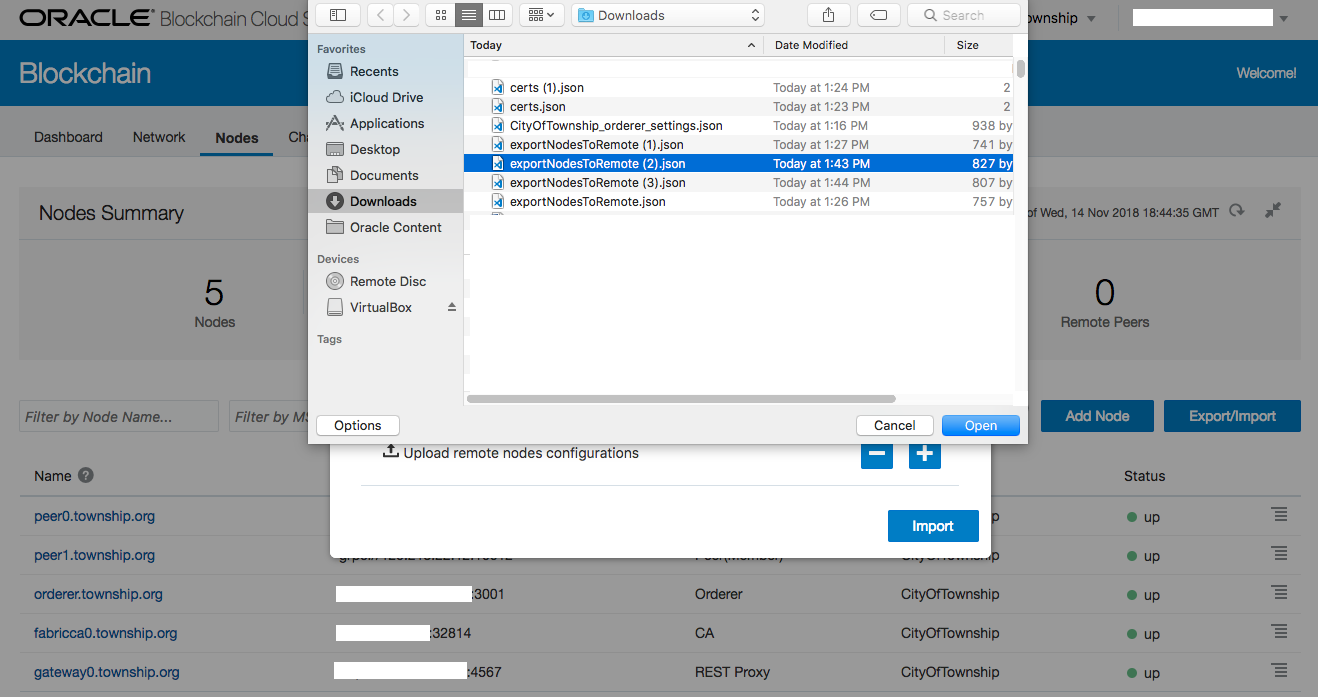 ORACLE® Blockchain Cloud S
Downloads
Search
ownship
Blockchain
Welcome!
Dashboard
Network
Nodes
Cha
Favorites
Recents
iCloud Drive
Applications
Desktop
Documents
Downloads
Oracle Content
Devices
Remote Disc
VirtualBox
Tags
Today Date Modified Size
certs (1).json Today at 1:24 PM 2
certs.json Today at 1:23 PM 2
CityOfTownship_orderer_settings.json Today at 1:16 PM 938 by
exportNodesToRemote (1).json Today at 1:27 PM 741 by
exportNodesToRemote (2).json Today at 1:43 PM 827 by
exportNodesToRemote (3).json Today at 1:44 PM 807 by
exportNodesToRemote.json Today at 1:26 PM 757 by
Options
Cancel
Open
Nodes Summary
of Wed, 14 Nov 2018 18:44:35 GMT
5
Nodes
0
Remote Peers
Filter by Node Name...
Filter by MS
Add Node
Export/Import
Upload remote nodes configurations
Import
Name ?
Status
peer0.township.org p up
peer1.township.org CityOfTownship up
orderer.township.org :3001 Orderer CityOfTownship up
fabricca0.township.org :32814 CA CityOfTownship up
gateway0.township.org :4567 REST Proxy CityOfTownship up